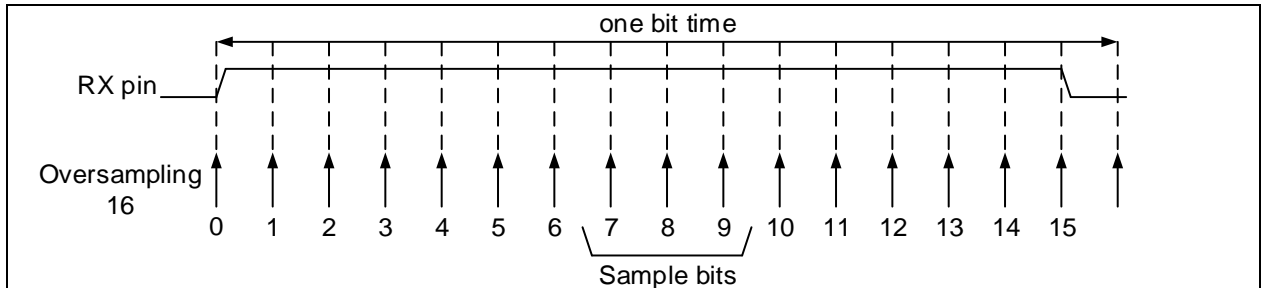 one bit time
RX pin
Oversampling
16
0 1 2 3 4 5 6 7 8 9 10 11 12 13 14 15
Sample bits